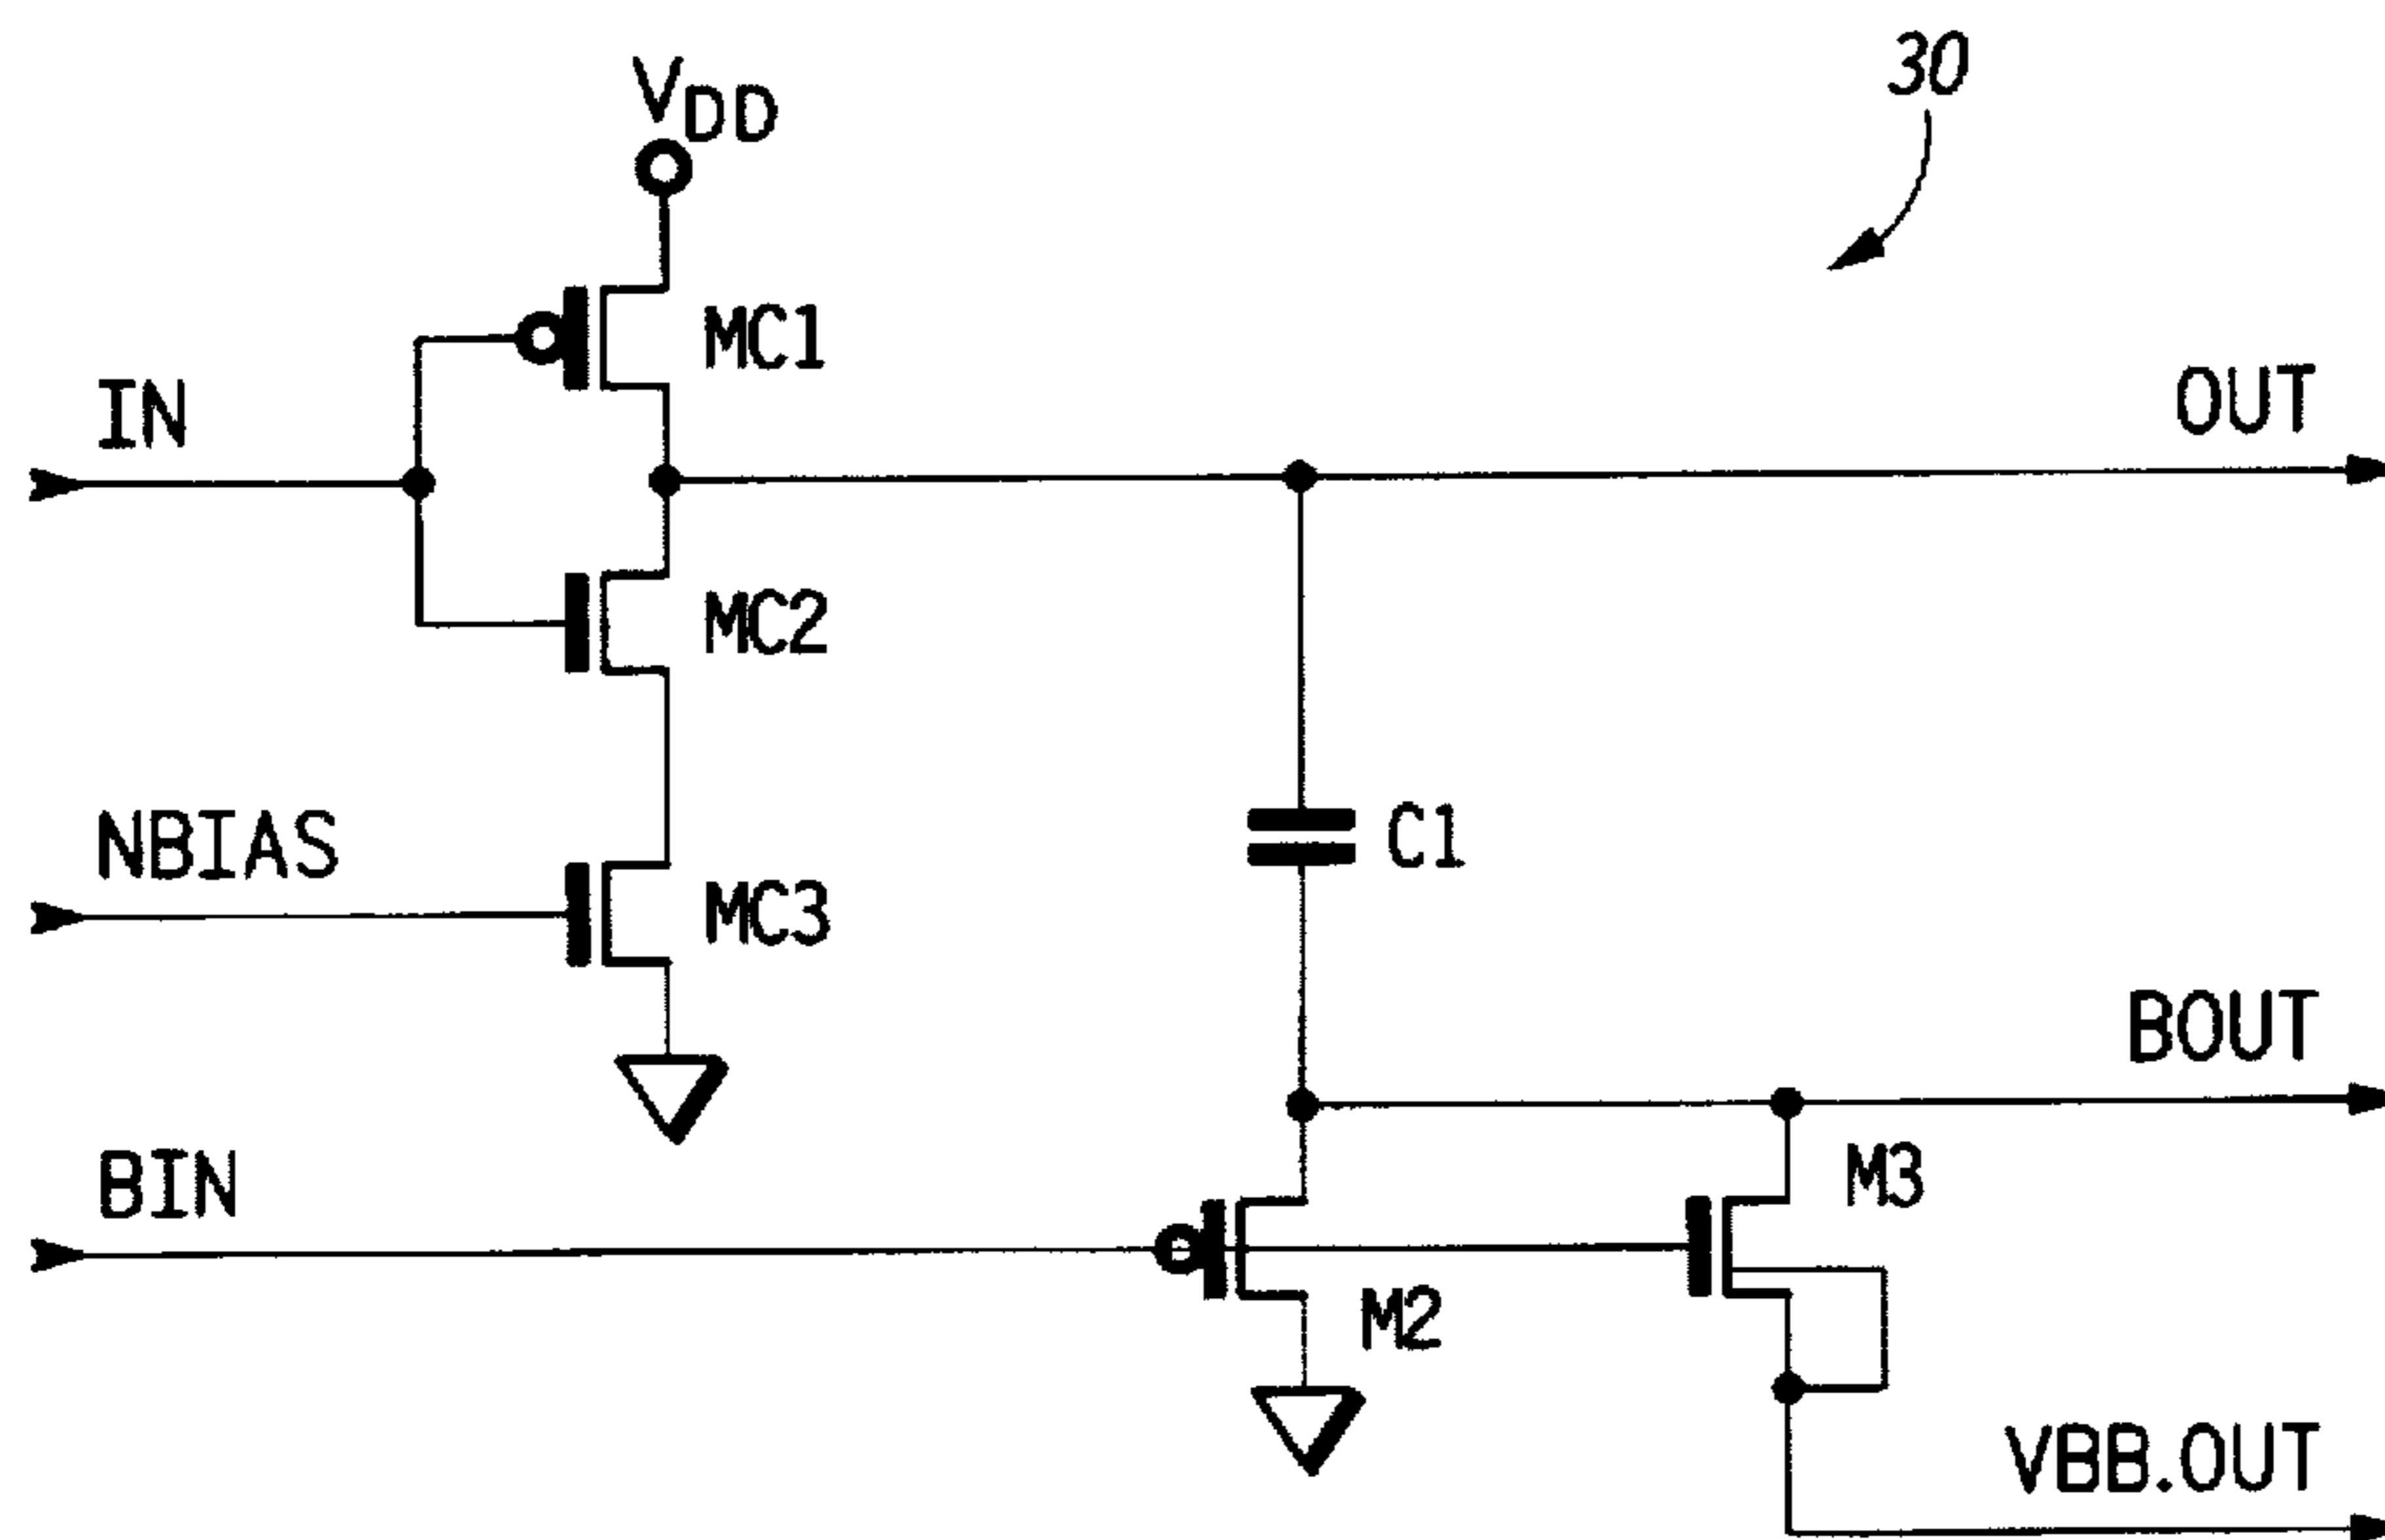 30
VDD
MC1
IN
OUT
MC2
NBIAS
C1
MC3
BOUT
BIN
M3
M2
VBB.OUT